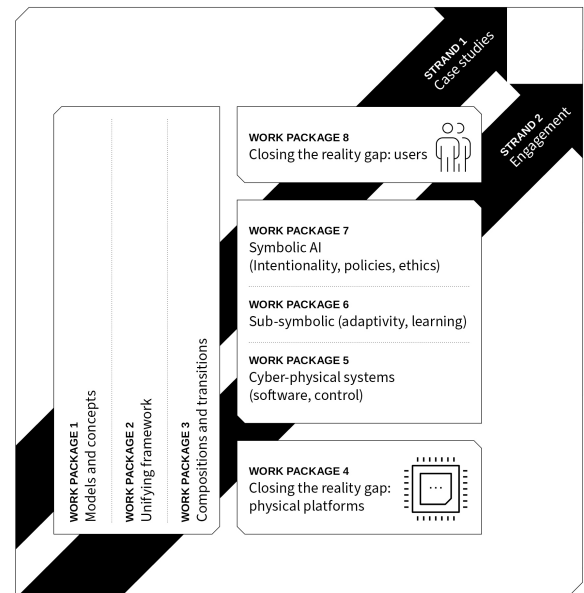 STRAND 1
Case studies
STRAND 2
Engagement
WORK PACKAGE 8
Closing the reality gap: users
WORK PACKAGE 7
Symbolic AI
(Intentionality, policies, ethics)
WORK PACKAGE 6
Sub-symbolic (adaptivity, learning)
WORK PACKAGE 5
Cyber-physical systems
(software, control)
WORK PACKAGE 4
Closing the reality gap:
physical platforms
WORK PACKAGE 1
Models and concepts
WORK PACKAGE 2
Unifying framework
WORK PACKAGE 3
Compositions and transitions